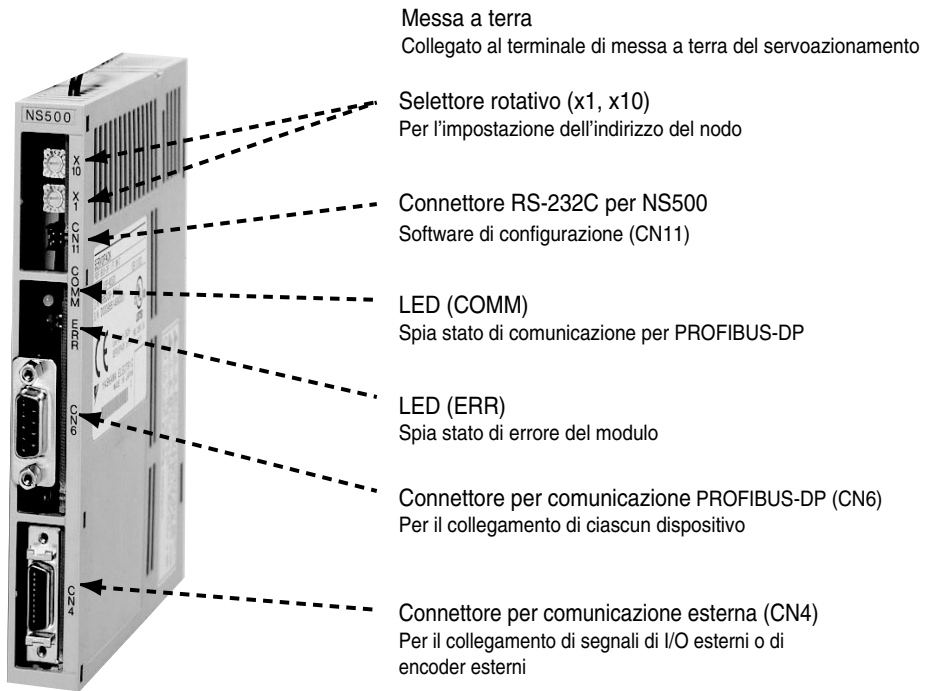 Messa a terra
Collegato al terminale di messa a terra del servoazionamento
NS500
Selettore rotativo (x1, x10)
Per l'impostazione dell'indirizzo del nodo
X
10
X
1
CN11
Connettore RS-232C per NS500
Software di configurazione (CN11)
COMM
LED (COMM)
Spia stato di comunicazione per PROFIBUS-DP
ERR
LED (ERR)
Spia stato di errore del modulo
CN6
Connettore per comunicazione PROFIBUS-DP (CN6)
Per il collegamento di ciascun dispositivo
CN4
Connettore per comunicazione esterna (CN4)
Per il collegamento di segnali di I/O esterni o di
encoder esterni